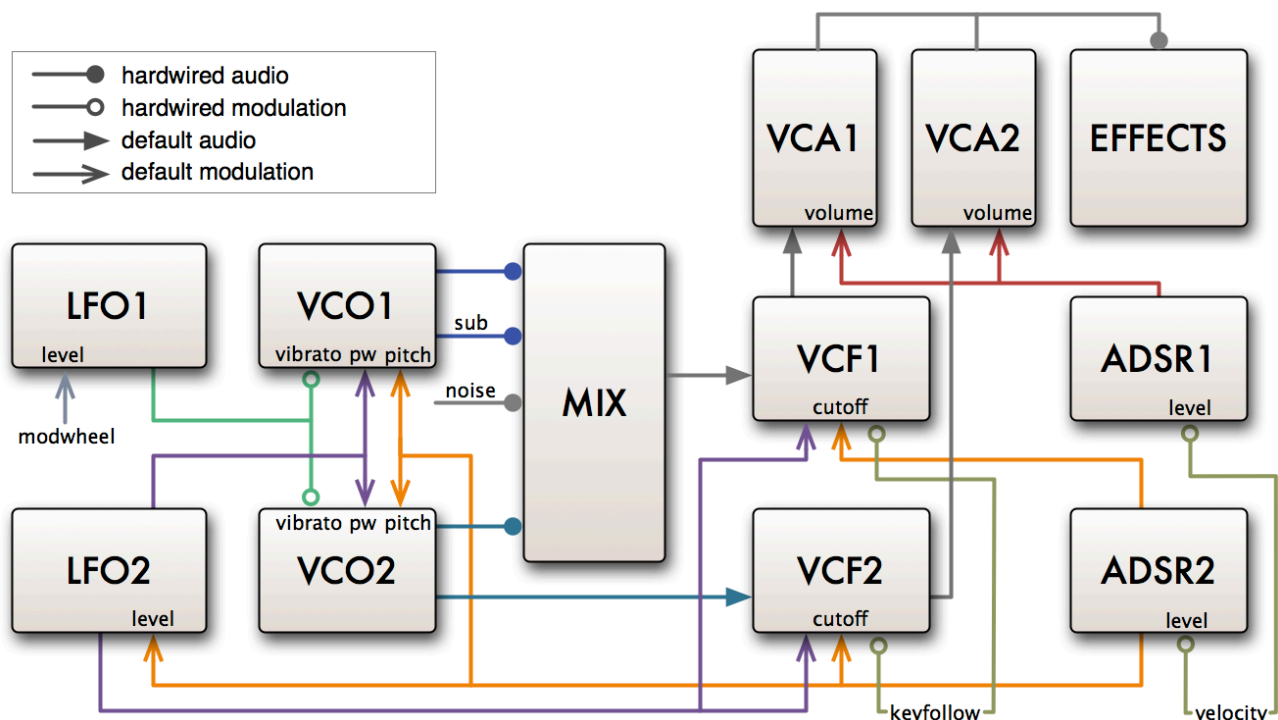 hardwired audio
hardwired modulation
default audio
default modulation
VCA1
volume
VCA2
volume
EFFECTS
LFO1
level
modwheel
VCO1
vibrato pw pitch
sub
noise
MIX
VCF1
cutoff
ADSR1
level
LFO2
level
vibrato pw pitch
VCO2
VCF2
cutoff
ADSR2
level
keyfollow
velocity